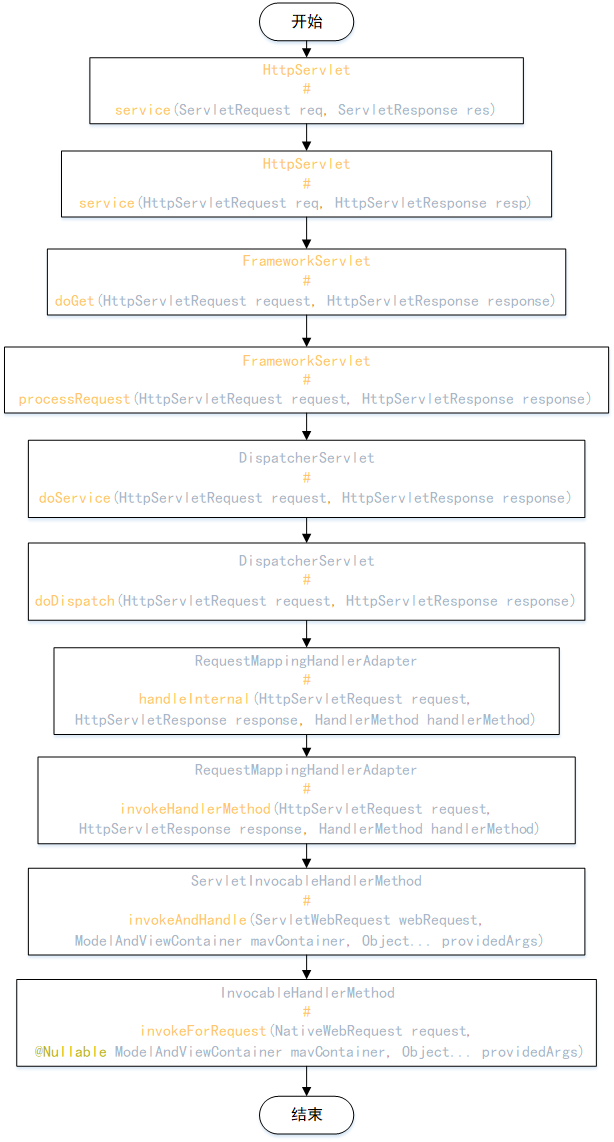 开始
HttpServlet
#
service(ServletRequest req, ServletResponse res)
HttpServlet
#
service(HttpServletRequest req, HttpServletResponse resp)
FrameworkServlet
#
doGet(HttpServletRequest request, HttpServletResponse response)
FrameworkServlet
#
processRequest(HttpServletRequest request, HttpServletResponse response)
DispatcherServlet
#
doService(HttpServletRequest request, HttpServletResponse response)
DispatcherServlet
#
doDispatch(HttpServletRequest request, HttpServletResponse response)
RequestMappingHandlerAdapter
#
handleInternal(HttpServletRequest request,
HttpServletResponse response, HandlerMethod handlerMethod)
RequestMappingHandlerAdapter
#
invokeHandlerMethod(HttpServletRequest request,
HttpServletResponse response, HandlerMethod handlerMethod)
ServletInvocableHandlerMethod
#
invokeAndHandle(ServletWebRequest webRequest,
ModelAndViewContainer mavContainer, Object... providedArgs)
InvocableHandlerMethod
#
invokeForRequest(NativeWebRequest request,
@Nullable ModelAndViewContainer mavContainer, Object... providedArgs)
结束